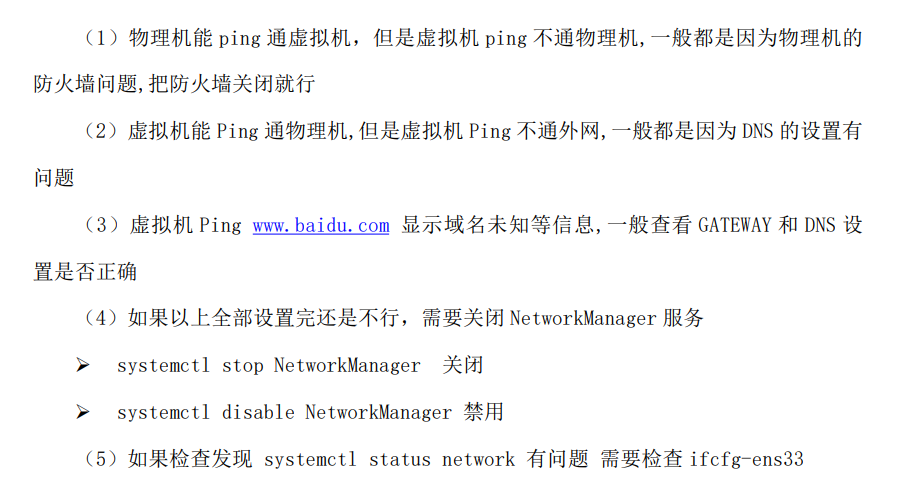 （1）物理机能 ping 通虚拟机，但是虚拟机 ping 不通物理机,一般都是因为物理机的
防火墙问题,把防火墙关闭就行
（2）虚拟机能 Ping 通物理机,但是虚拟机 Ping 不通外网,一般都是因为 DNS 的设置有
问题
（3）虚拟机 Ping www.baidu.com 显示域名未知等信息,一般查看 GATEWAY 和 DNS 设
置是否正确
（4）如果以上全部设置完还是不行，需要关闭 NetworkManager 服务
➢ systemctl stop NetworkManager 关闭
➢ systemctl disable NetworkManager 禁用
（5）如果检查发现 systemctl status network 有问题 需要检查 ifcfg-ens33